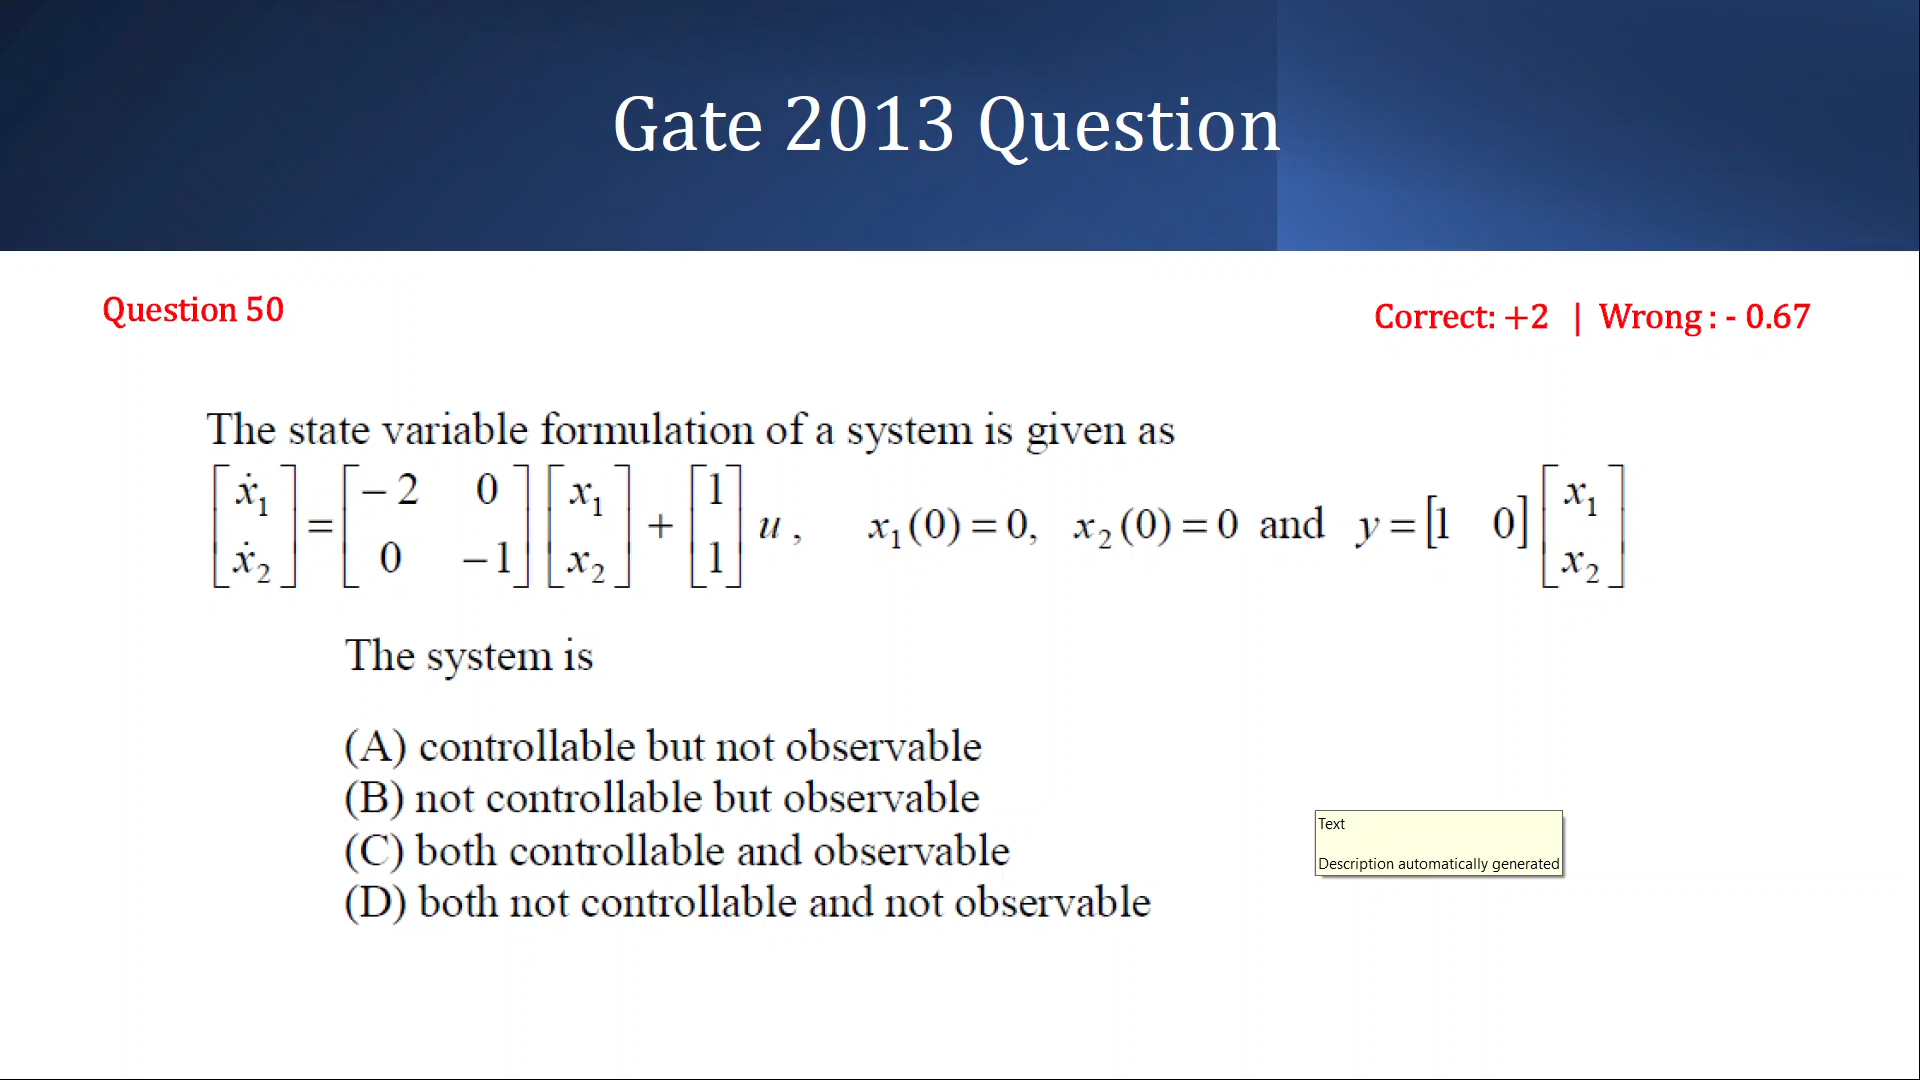 Gate 2013 Question
Question 50
Correct: +2 | Wrong : - 0.67
The state variable formulation of a system is given as
[ẋ₁; ẋ₂] = [−2 0; 0 −1] [x₁; x₂] + [1; 1] u , x₁(0) = 0, x₂(0) = 0 and y = [1 0] [x₁; x₂]
The system is
(A) controllable but not observable
(B) not controllable but observable
(C) both controllable and observable
(D) both not controllable and not observable
Text
Description automatically generated